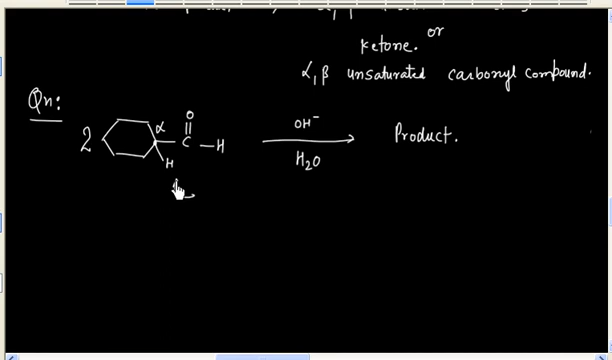 ketone. or
α, β unsaturated carbonyl compound.
Qn:
2 α O C H H OH⁻ H₂O Product.